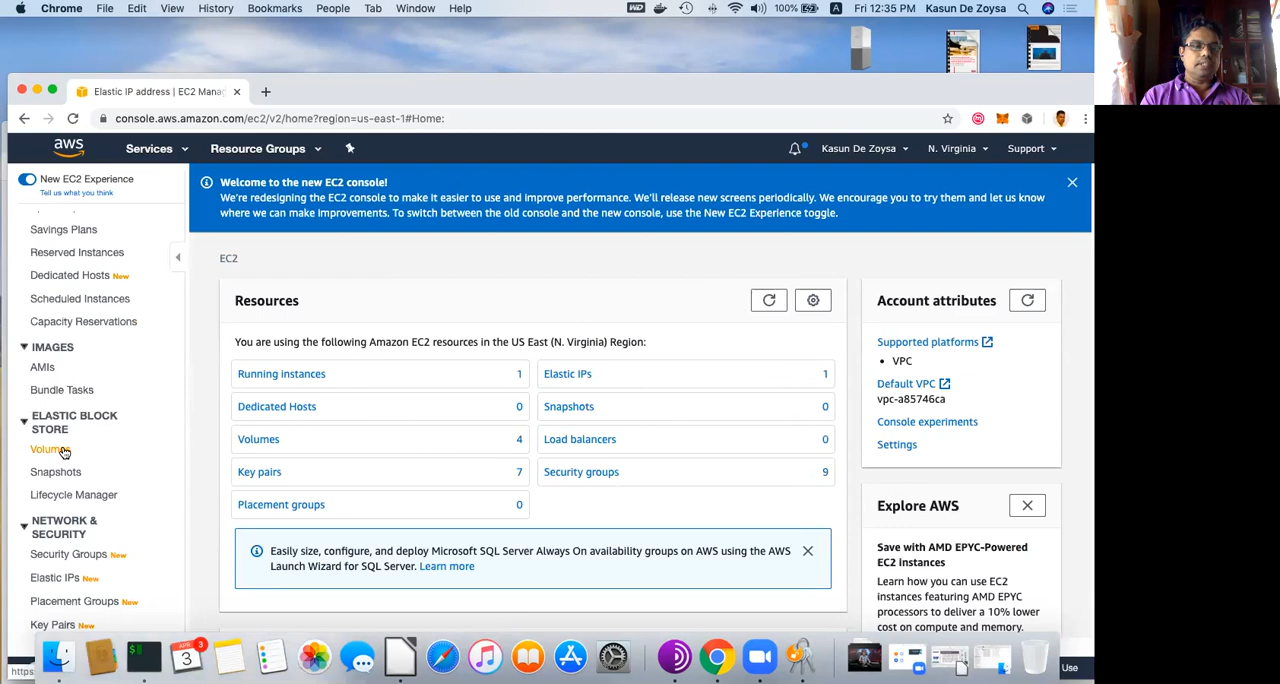 Chrome File Edit View History Bookmarks People Tab Window Help
WD 100% A Fri 12:35 PM Kasun De Zoysa
Elastic IP address | EC2 Mana
console.aws.amazon.com/ec2/v2/home?region=us-east-1#Home:
aws Services Resource Groups Kasun De Zoysa N. Virginia Support
New EC2 Experience
Tell us what you think
Savings Plans
Reserved Instances
Dedicated Hosts New
Scheduled Instances
Capacity Reservations
IMAGES
AMIs
Bundle Tasks
ELASTIC BLOCK
STORE
Volumes
Snapshots
Lifecycle Manager
NETWORK &
SECURITY
Security Groups New
Elastic IPs New
Placement Groups New
Key Pairs New
Welcome to the new EC2 console!
We're redesigning the EC2 console to make it easier to use and improve performance. We'll release new screens periodically. We encourage you to try them and let us know
where we can make improvements. To switch between the old console and the new console, use the New EC2 Experience toggle.
EC2
Resources
You are using the following Amazon EC2 resources in the US East (N. Virginia) Region:
Running instances 1 Elastic IPs 1
Dedicated Hosts 0 Snapshots 0
Volumes 4 Load balancers 0
Key pairs 7 Security groups 9
Placement groups 0
Easily size, configure, and deploy Microsoft SQL Server Always On availability groups on AWS using the AWS
Launch Wizard for SQL Server. Learn more
Account attributes
Supported platforms
• VPC
Default VPC
vpc-a85746ca
Console experiments
Settings
Explore AWS
Save with AMD EPYC-Powered
EC2 instances
Learn how you can use EC2
instances featuring AMD EPYC
processors to deliver a 10% lower
cost on compute and memory.
https
APR 3
3
Use